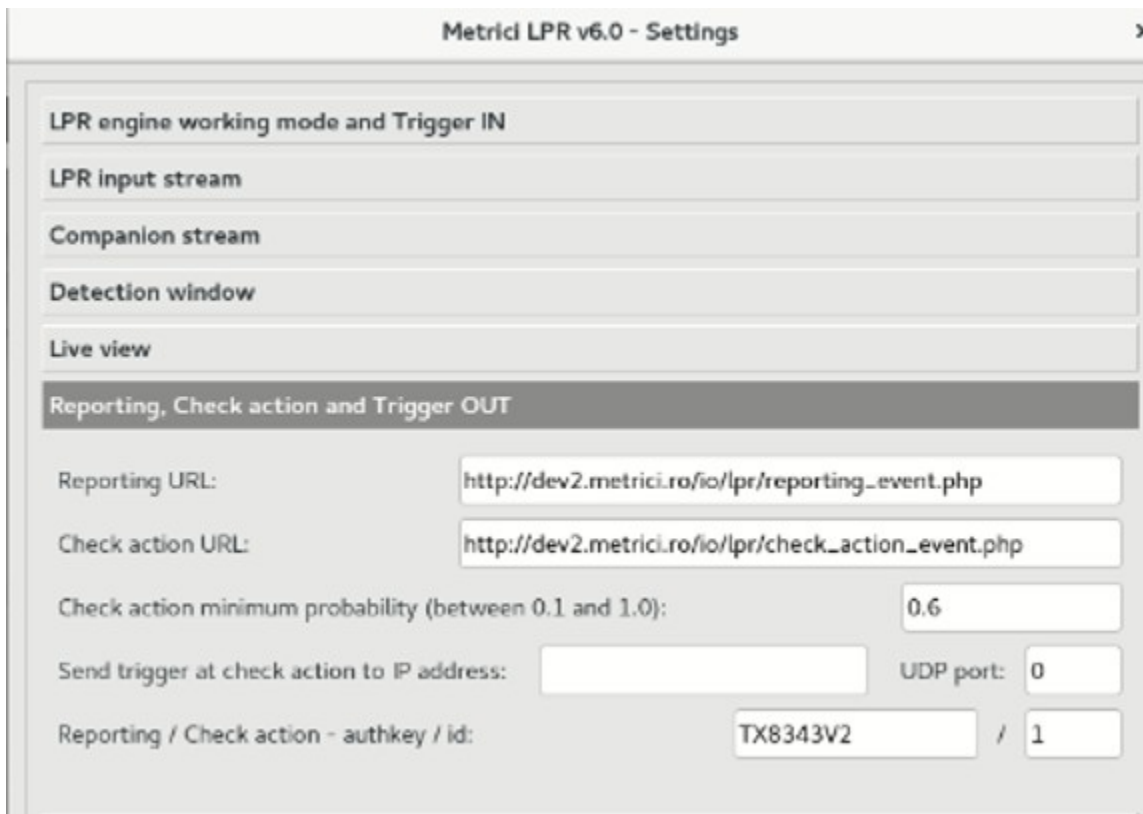 Metrici LPR v6.0 - Settings
LPR engine working mode and Trigger IN
LPR input stream
Companion stream
Detection window
Live view
Reporting, Check action and Trigger OUT
Reporting URL: http://dev2.metrici.ro/io/lpr/reporting_event.php
Check action URL: http://dev2.metrici.ro/io/lpr/check_action_event.php
Check action minimum probability (between 0.1 and 1.0): 0.6
Send trigger at check action to IP address: UDP port: 0
Reporting / Check action - authkey / id: TX8343V2 / 1